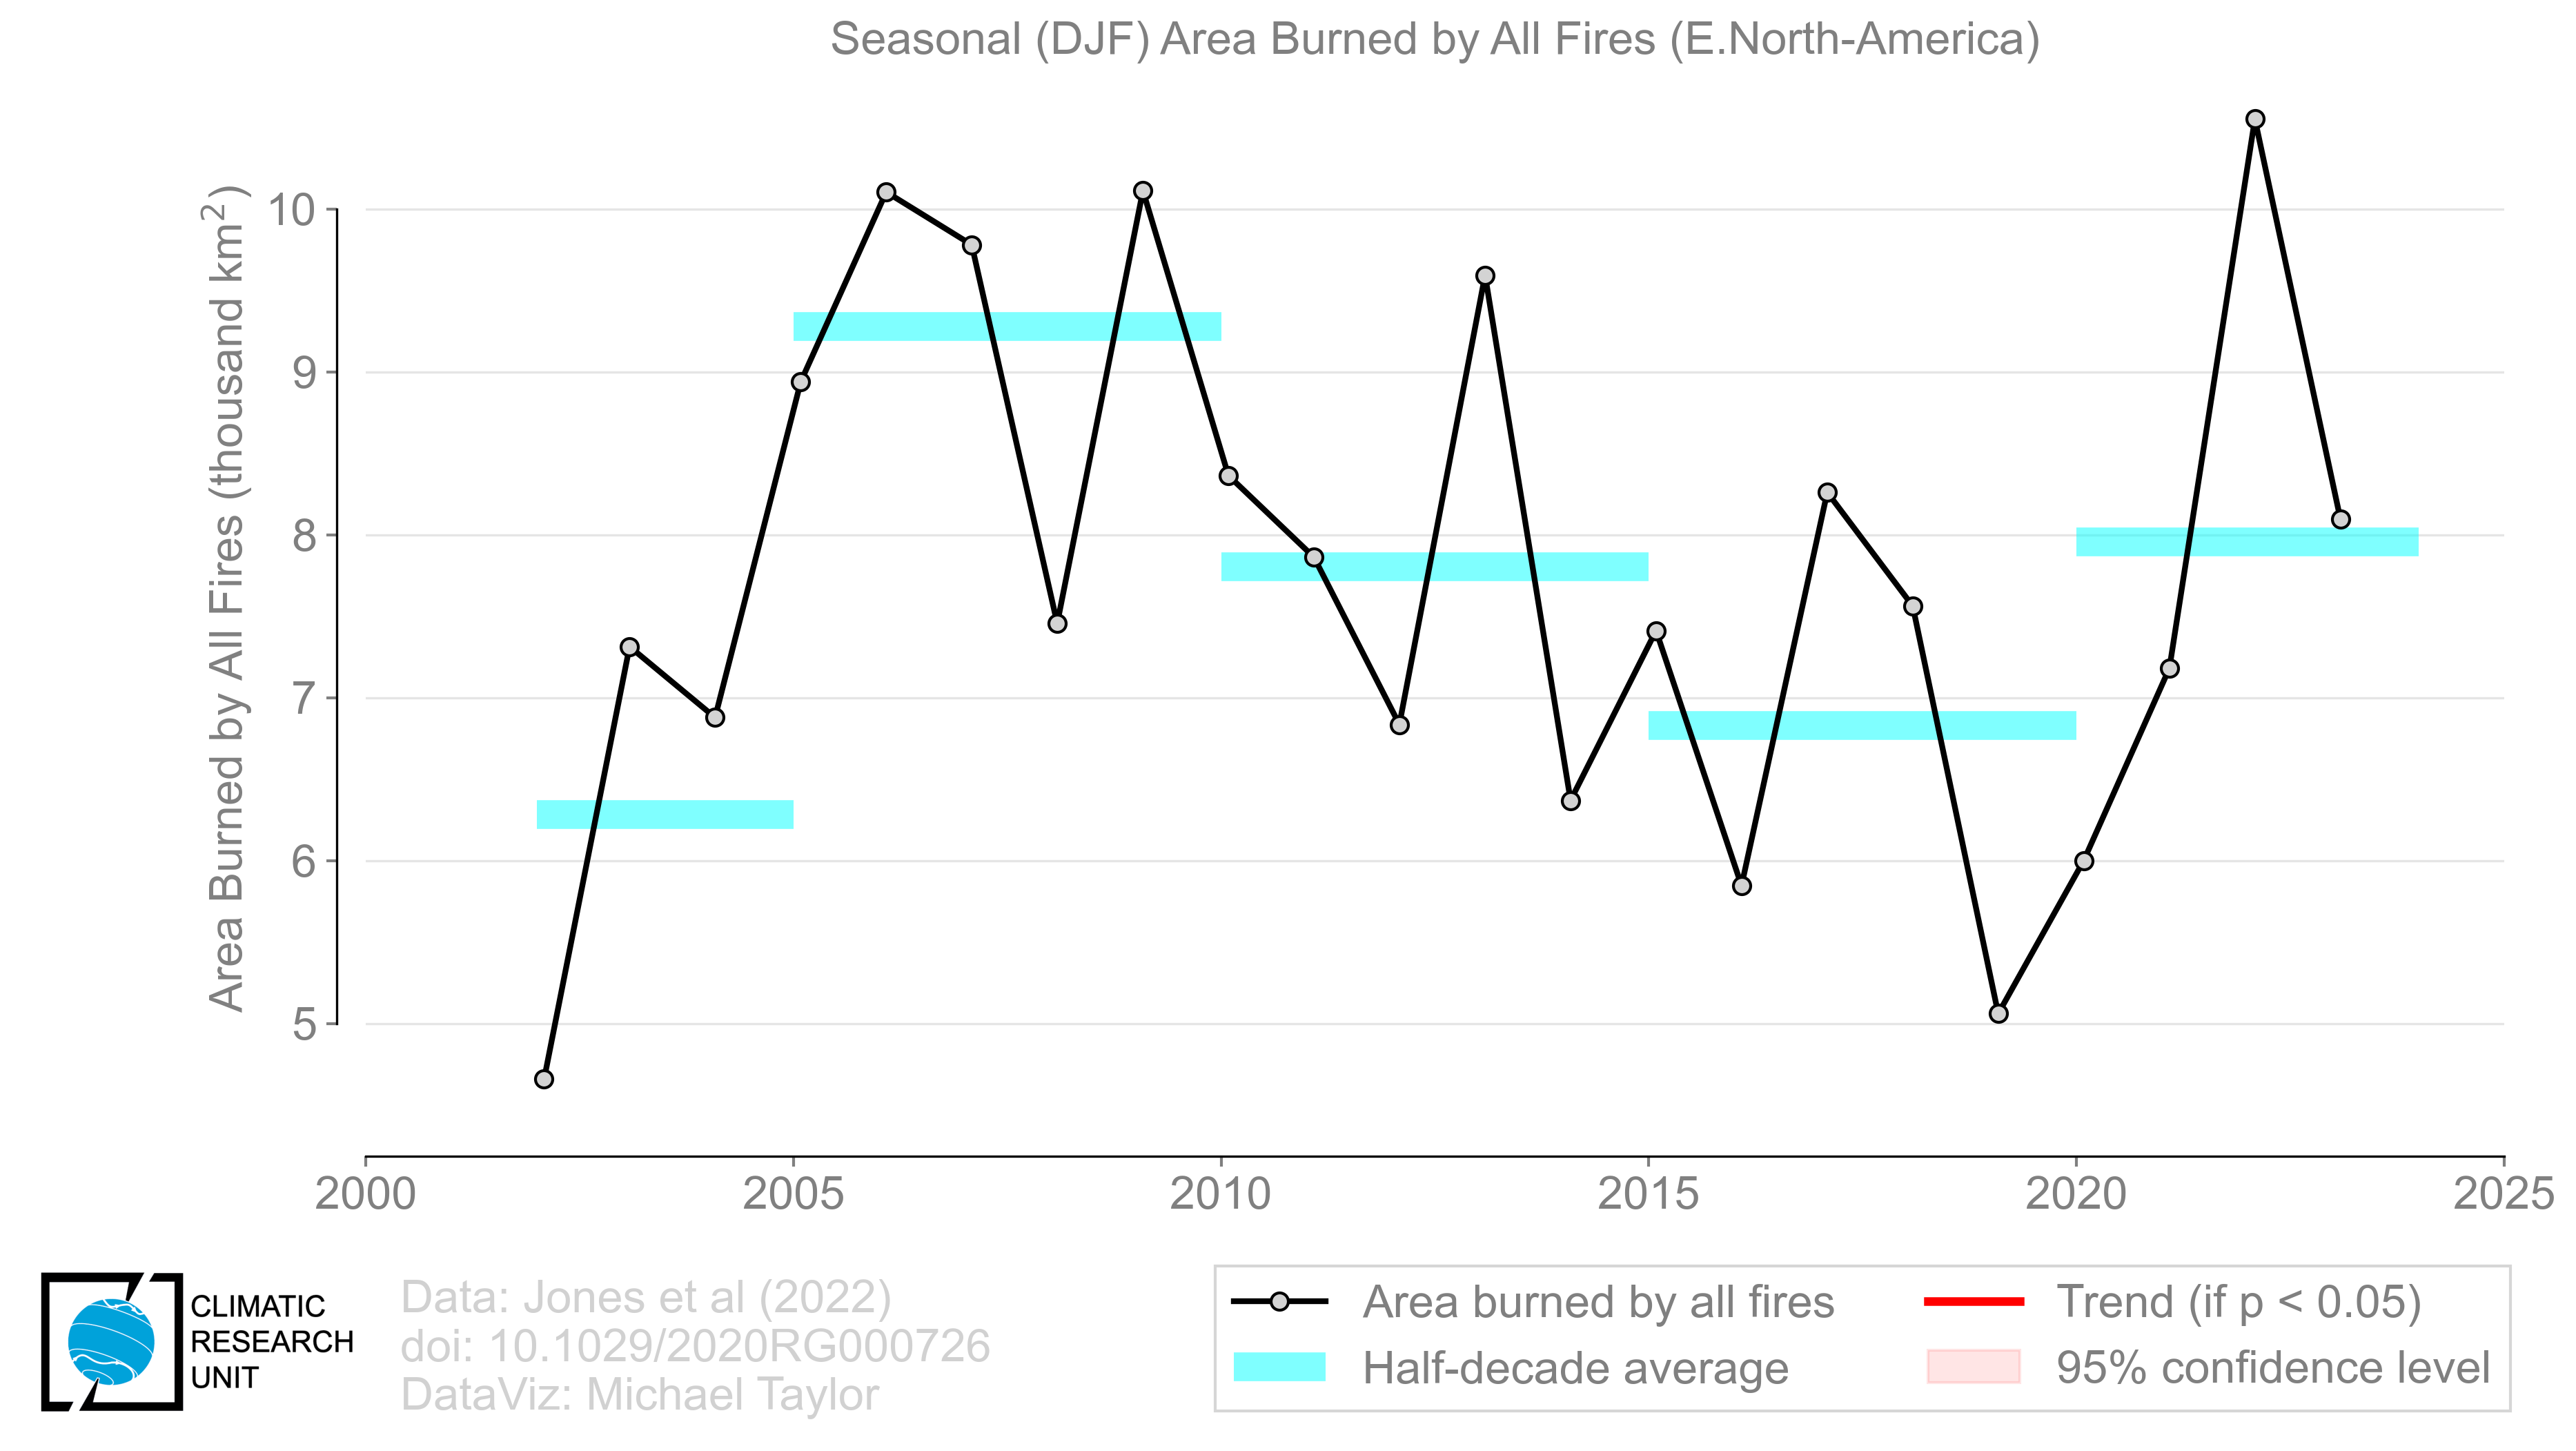 Seasonal (DJF) Area Burned by All Fires (E.North-America)
Area Burned by All Fires (thousand km²)
10
9
8
7
6
5
2000 2005 2010 2015 2020 2025
CLIMATIC
RESEARCH
UNIT
Data: Jones et al (2022)
doi: 10.1029/2020RG000726
DataViz: Michael Taylor
Area burned by all fires
Half-decade average
Trend (if p < 0.05)
95% confidence level